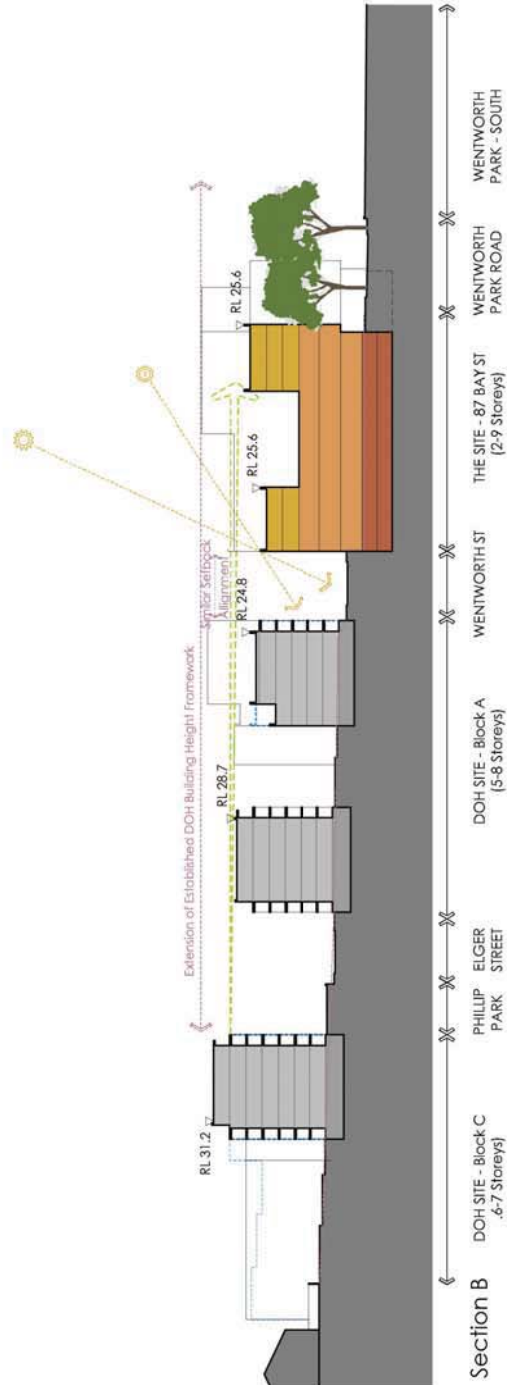 Extension of Established DOH Building Height Framework
Similar Setback
Allignment
RL 31.2
RL 28.7
RL 24.8
RL 25.6
RL 25.6
DOH SITE - Block C
.6-7 Storeys)
PHILLIP
PARK
ELGER
STREET
DOH SITE - Block A
(5-8 Storeys)
WENTWORTH ST
THE SITE - 87 BAY ST
(2-9 Storeys)
WENTWORTH
PARK ROAD
WENTWORTH
PARK - SOUTH
Section B